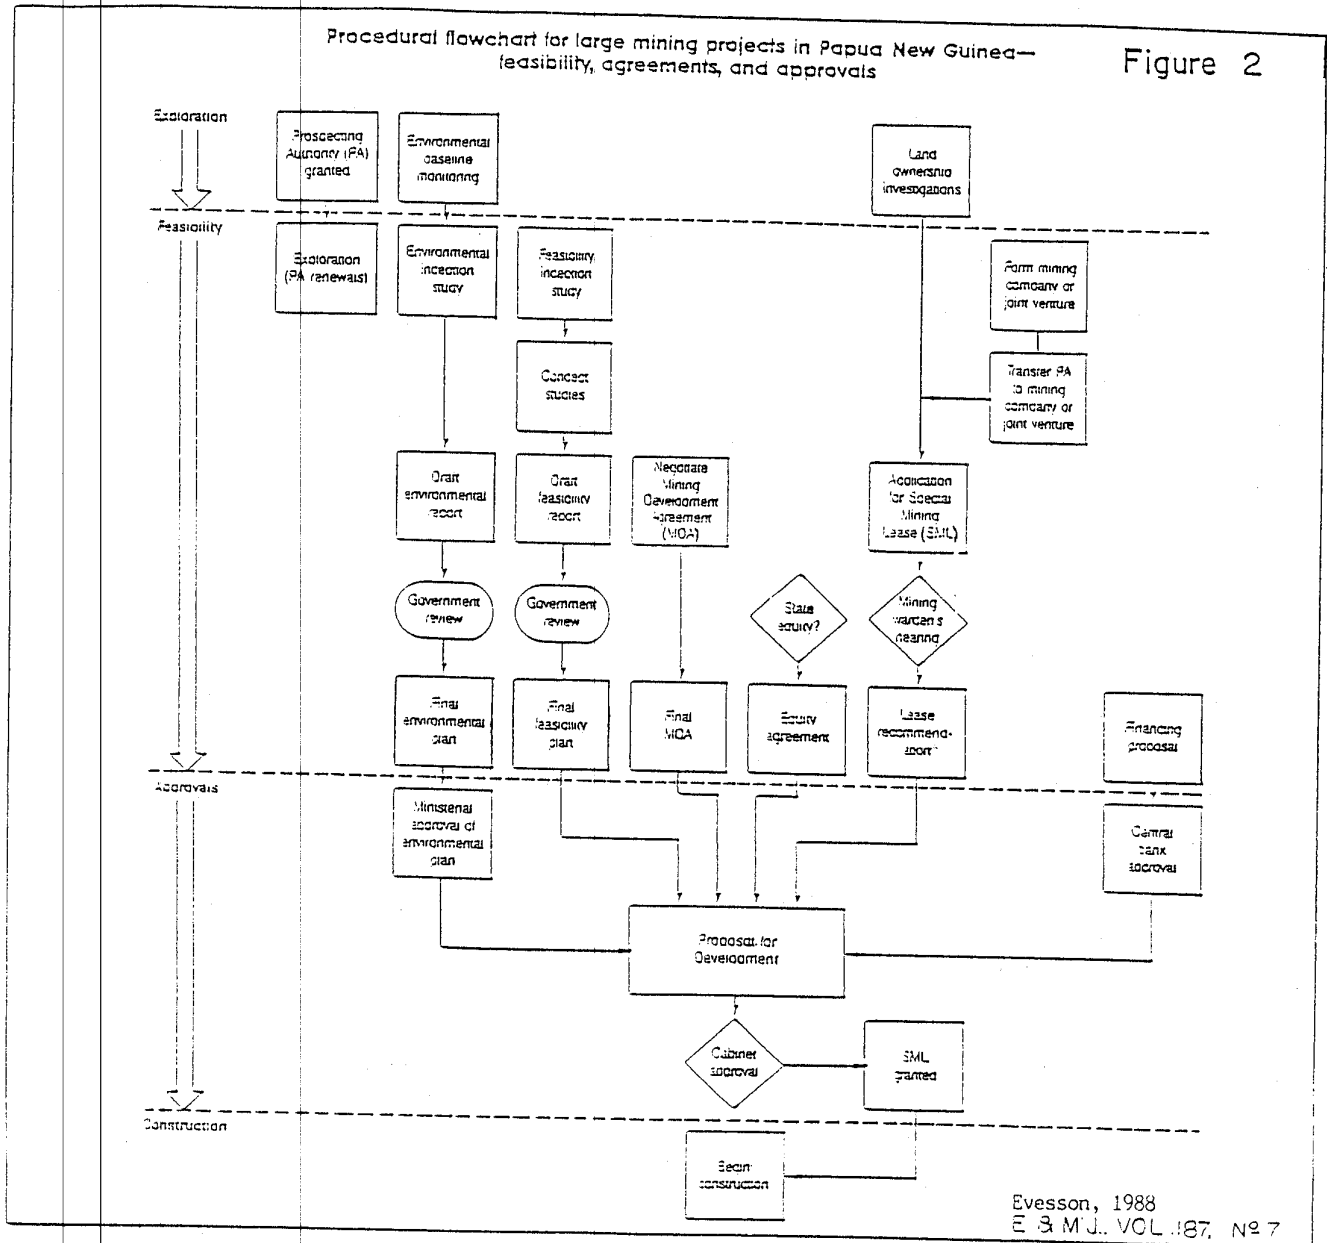 Procedural flowchart for large mining projects in Papua New Guinea—
feasibility, agreements, and approvals
Figure 2
Exploration
Prospecting
Authority (PA)
granted
Environmental
baseline
monitoring
Land
ownership
investigations
Feasibility
Exploration
(PA renewals)
Environmental
inception
study
Feasibility
inception
study
Form mining
company or
joint venture
Concept
studies
Transfer PA
to mining
company or
joint venture
Draft
environmental
report
Draft
feasibility
report
Negotiate
Mining
Development
Agreement
(MDA)
Application
for Special
Mining
Lease (SML)
Government
review
Government
review
State
equity?
Mining
warden's
hearing
Final
environmental
plan
Final
feasibility
plan
Final
MDA
Equity
agreement
Lease
recommend-
ation
Financing
proposal
Approvals
Ministerial
approval of
environmental
plan
Central
bank
approval
Proposal for
Development
Cabinet
approval
SML
granted
Construction
Begin
construction
Evesson, 1988
E & M J., VOL 187, Nº 7